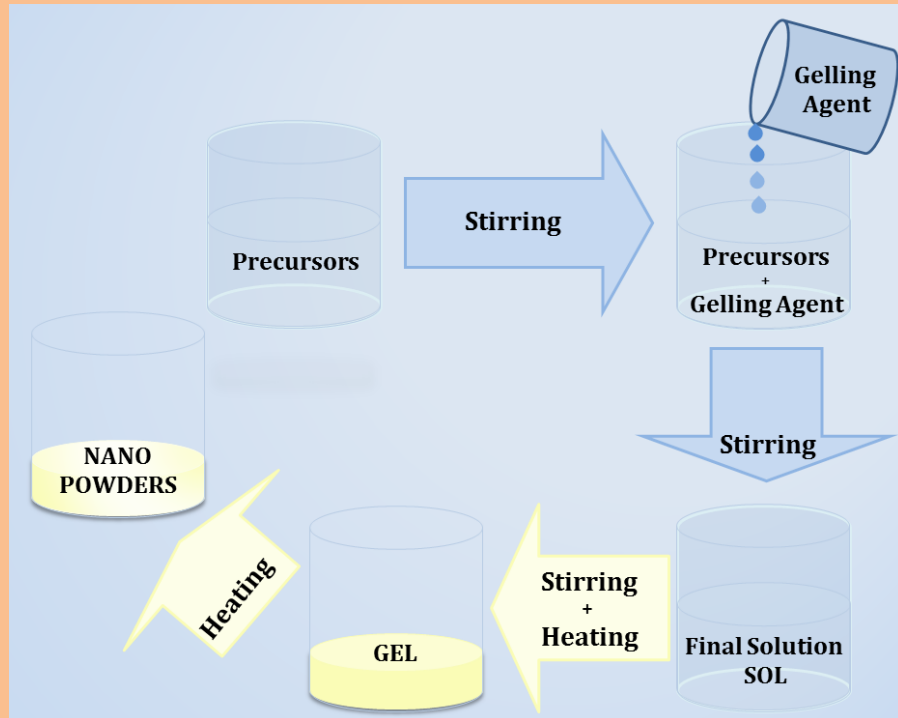 Gelling
Agent
Precursors
Stirring
Precursors
+
Gelling Agent
Stirring
Final Solution
SOL
Stirring
+
Heating
GEL
Heating
NANO
POWDERS